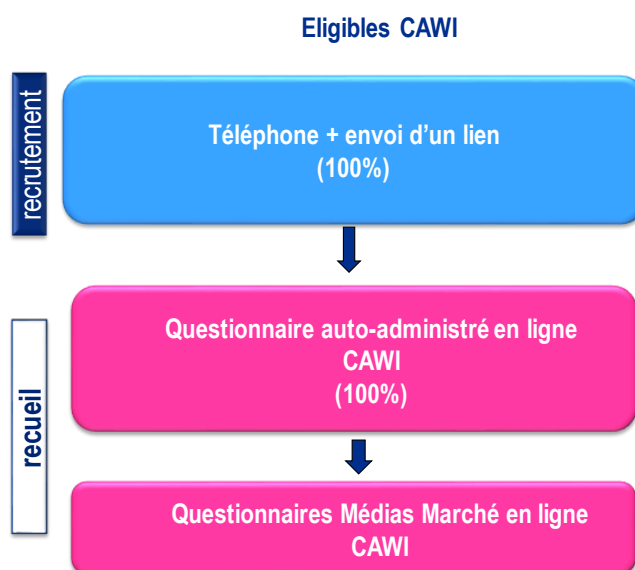 Eligibles CAWI
recrutement
Téléphone + envoi d’un lien
(100%)
recueil
Questionnaire auto-administré en ligne
CAWI
(100%)
Questionnaires Médias Marché en ligne
CAWI